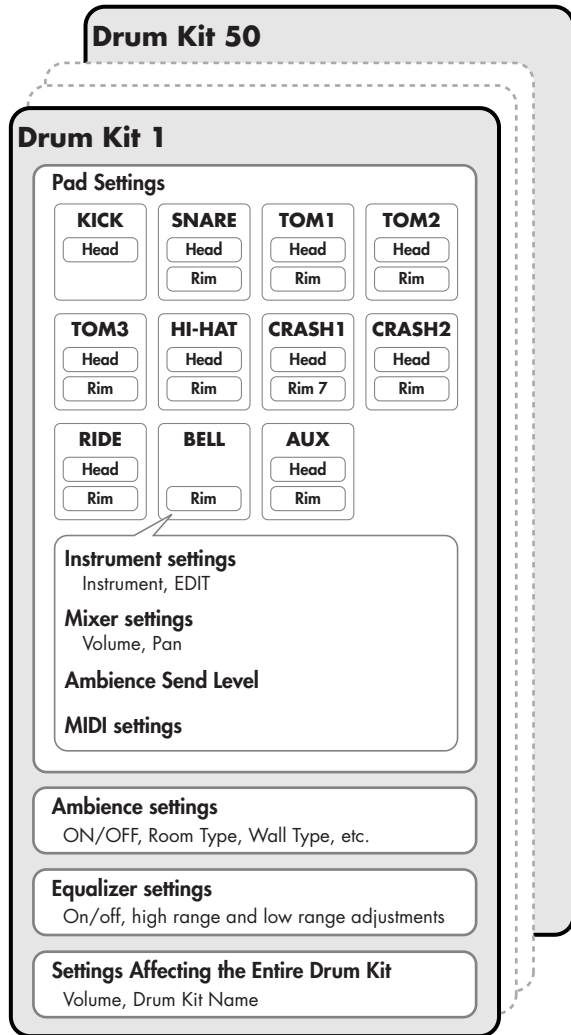 Drum Kit 50
Drum Kit 1
Pad Settings
KICK SNARE TOM1 TOM2
Head Head Head Head
Rim Rim Rim
TOM3 HI-HAT CRASH1 CRASH2
Head Head Head Head
Rim Rim Rim 7 Rim
RIDE BELL AUX
Head Head
Rim Rim Rim
Instrument settings
Instrument, EDIT
Mixer settings
Volume, Pan
Ambience Send Level
MIDI settings
Ambience settings
ON/OFF, Room Type, Wall Type, etc.
Equalizer settings
On/off, high range and low range adjustments
Settings Affecting the Entire Drum Kit
Volume, Drum Kit Name